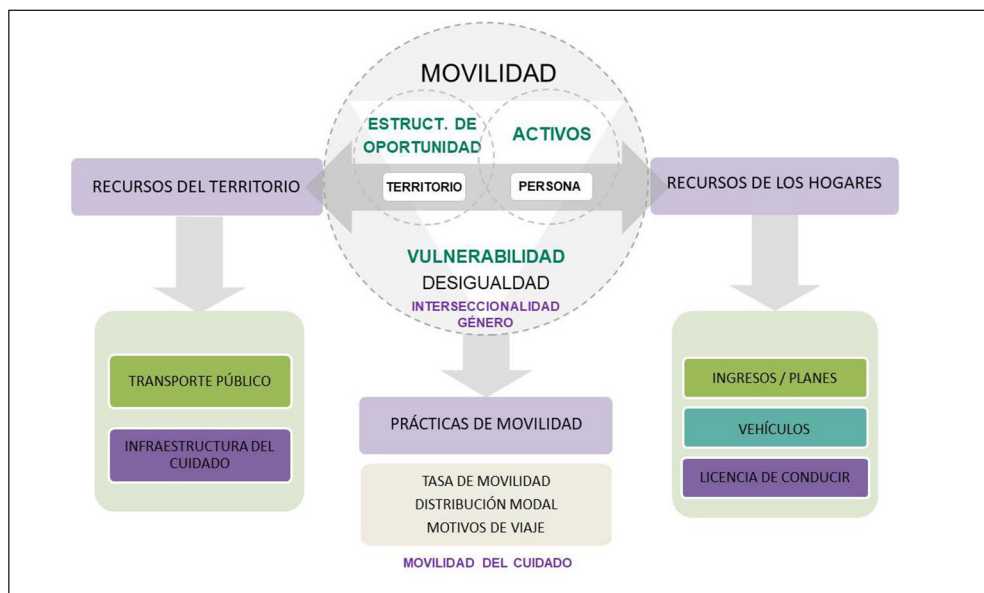 MOVILIDAD
ESTRUCT. DE
OPORTUNIDAD
ACTIVOS
TERRITORIO
PERSONA
RECURSOS DEL TERRITORIO
RECURSOS DE LOS HOGARES
VULNERABILIDAD
DESIGUALDAD
INTERSECCIONALIDAD
GÉNERO
TRANSPORTE PÚBLICO
INFRAESTRUCTURA DEL
CUIDADO
PRÁCTICAS DE MOVILIDAD
TASA DE MOVILIDAD
DISTRIBUCIÓN MODAL
MOTIVOS DE VIAJE
MOVILIDAD DEL CUIDADO
INGRESOS / PLANES
VEHÍCULOS
LICENCIA DE CONDUCIR